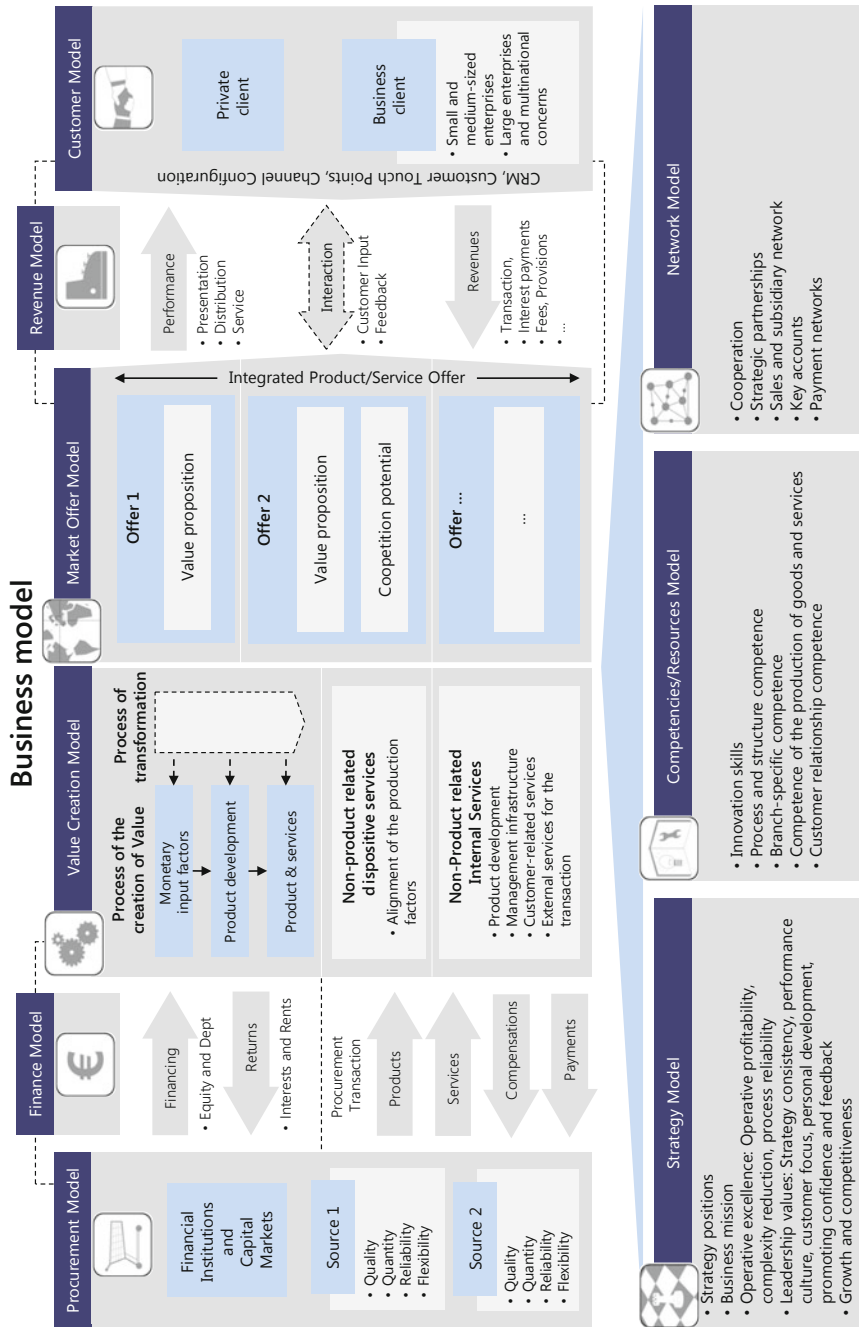 Business model
Procurement Model
Financial
Institutions
and
Capital
Markets
Source 1
• Quality
• Quantity
• Reliability
• Flexibility
Source 2
• Quality
• Quantity
• Reliability
• Flexibility
Finance Model
€
Financing
• Equity and Dept
Returns
• Interests and Rents
Procurement
Transaction
Products
Services
Compensations
Payments
Value Creation Model
Process of the
creation of Value
Process of
transformation
Monetary
input factors
Product development
Product & services
Non-product related
dispositive services
• Alignment of the production
factors
Non-Product related
Internal Services
• Product development
• Management infrastructure
• Customer-related services
• External services for the
transaction
Market Offer Model
Offer 1
Value proposition
Offer 2
Value proposition
Coopetition potential
Offer ...
...
Integrated Product/Service Offer
Revenue Model
Performance
• Presentation
• Distribution
• Service
Interaction
• Customer Input
• Feedback
Revenues
• Transaction,
• Interest payments
• Fees, Provisions
• ...
Customer Model
CRM, Customer Touch Points, Channel Configuration
Private
client
Business
client
• Small and
medium-sized
enterprises
• Large enterprises
and multinational
concerns
Strategy Model
• Strategy positions
• Business mission
• Operative excellence: Operative profitability,
complexity reduction, process reliability
• Leadership values: Strategy consistency, performance
culture, customer focus, personal development,
promoting confidence and feedback
• Growth and competitiveness
Competencies/Resources Model
• Innovation skills
• Process and structure competence
• Branch-specific competence
• Competence of the production of goods and services
• Customer relationship competence
Network Model
• Cooperation
• Strategic partnerships
• Sales and subsidiary network
• Key accounts
• Payment networks